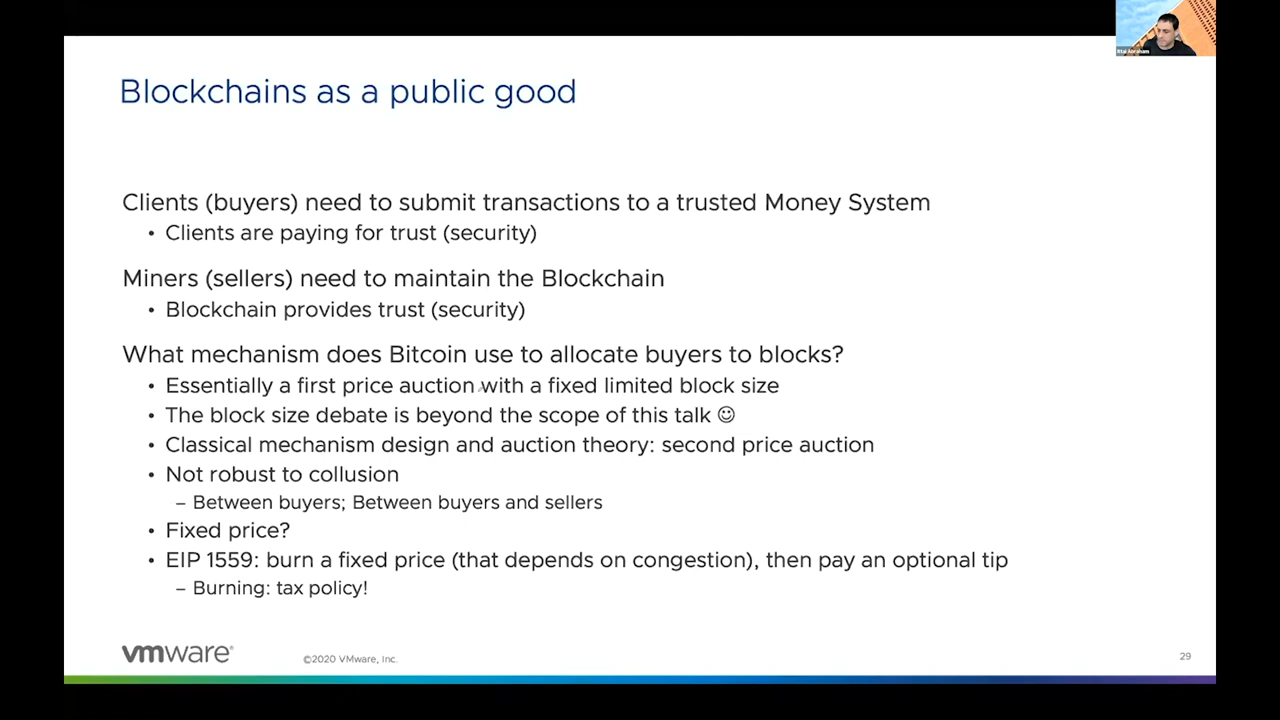 Ittai Abraham
Blockchains as a public good
Clients (buyers) need to submit transactions to a trusted Money System
• Clients are paying for trust (security)
Miners (sellers) need to maintain the Blockchain
• Blockchain provides trust (security)
What mechanism does Bitcoin use to allocate buyers to blocks?
• Essentially a first price auction with a fixed limited block size
• The block size debate is beyond the scope of this talk ☺
• Classical mechanism design and auction theory: second price auction
• Not robust to collusion
– Between buyers; Between buyers and sellers
• Fixed price?
• EIP 1559: burn a fixed price (that depends on congestion), then pay an optional tip
– Burning: tax policy!
vmware®
©2020 VMware, Inc.
29